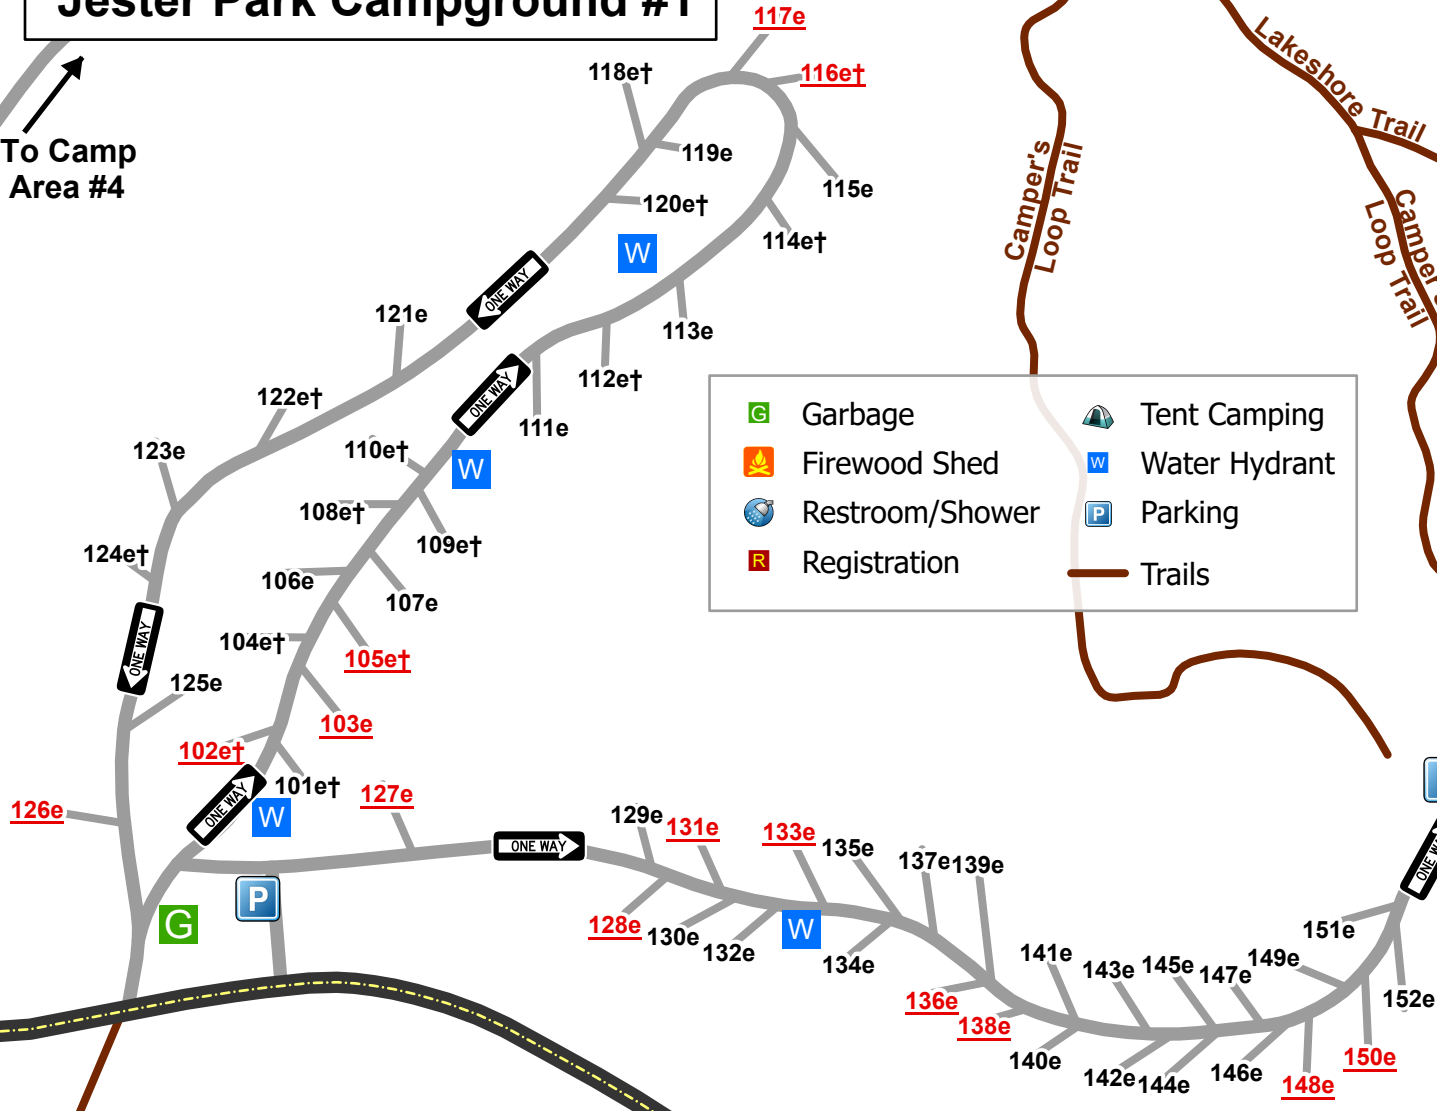 Jester Park Campground #1
To Camp
Area #4
117e
116e†
118e†
119e
120e†
115e
114e†
W
113e
112e†
ONE WAY
121e
ONE WAY
111e
122e†
110e†
W
123e
108e†
109e†
124e†
106e
107e
104e†
105e†
ONE WAY
125e
103e
102e†
101e†
126e
ONE WAY
W
127e
ONE WAY
G
P
129e
131e
133e
135e
137e
139e
128e
130e
132e
W
134e
136e
138e
141e
143e
145e
147e
149e
151e
140e
142e
144e
146e
148e
150e
152e
Camper's
Loop Trail
Lakeshore Trail
Loop Trail
G Garbage
Firewood Shed
Restroom/Shower
R Registration
Tent Camping
W Water Hydrant
P Parking
Trails